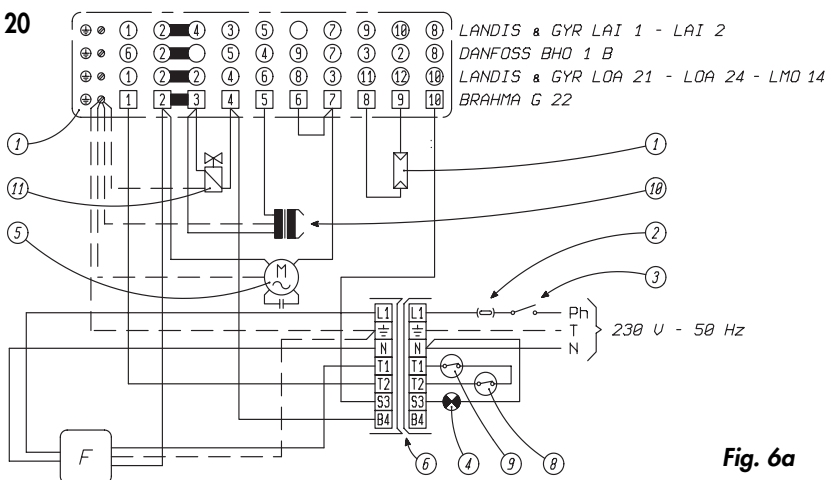 20
1 2 4 3 5 7 9 10 8 LANDIS & GYR LAI 1 - LAI 2
6 2 5 4 9 7 3 2 8 DANFOSS BHO 1 B
1 2 2 4 6 8 3 11 12 10 LANDIS & GYR LOA 21 - LOA 24 - LMO 14
1 2 3 4 5 6 7 8 9 10 BRAHMA G 22
1 1
11 10
5 M 2
3
L1 L1 Ph
T 230 V - 50 Hz
N N N
T1 T1
T2 T2
S3 S3
B4 B4
F 6 4 9 8
Fig. 6a